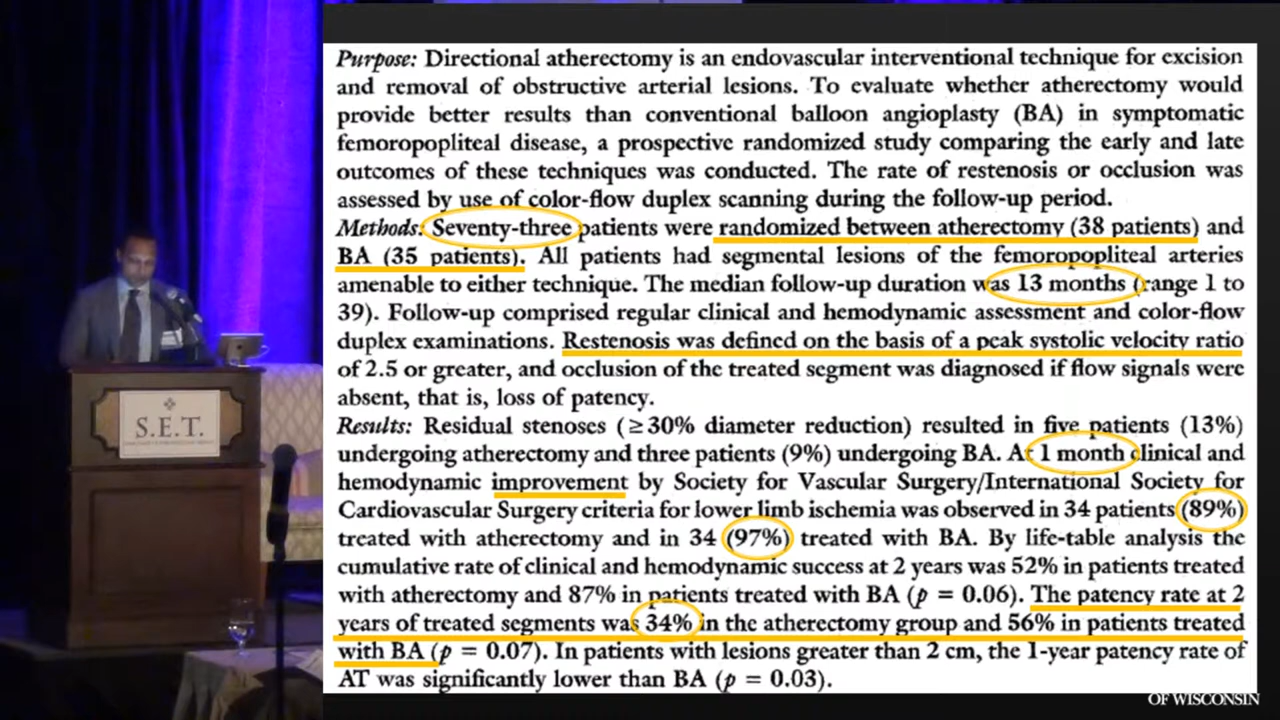 Purpose: Directional atherectomy is an endovascular interventional technique for excision
and removal of obstructive arterial lesions. To evaluate whether atherectomy would
provide better results than conventional balloon angioplasty (BA) in symptomatic
femoropopliteal disease, a prospective randomized study comparing the early and late
outcomes of these techniques was conducted. The rate of restenosis or occlusion was
assessed by use of color-flow duplex scanning during the follow-up period.
Methods: Seventy-three patients were randomized between atherectomy (38 patients) and
BA (35 patients). All patients had segmental lesions of the femoropopliteal arteries
amenable to either technique. The median follow-up duration was 13 months (range 1 to
39). Follow-up comprised regular clinical and hemodynamic assessment and color-flow
duplex examinations. Restenosis was defined on the basis of a peak systolic velocity ratio
of 2.5 or greater, and occlusion of the treated segment was diagnosed if flow signals were
absent, that is, loss of patency.
Results: Residual stenoses (≥30% diameter reduction) resulted in five patients (13%)
undergoing atherectomy and three patients (9%) undergoing BA. At 1 month clinical and
hemodynamic improvement by Society for Vascular Surgery/International Society for
Cardiovascular Surgery criteria for lower limb ischemia was observed in 34 patients (89%)
treated with atherectomy and in 34 (97%) treated with BA. By life-table analysis the
cumulative rate of clinical and hemodynamic success at 2 years was 52% in patients treated
with atherectomy and 87% in patients treated with BA (p = 0.06). The patency rate at 2
years of treated segments was 34% in the atherectomy group and 56% in patients treated
with BA (p = 0.07). In patients with lesions greater than 2 cm, the 1-year patency rate of
AT was significantly lower than BA (p = 0.03).
S.E.T.
OF WISCONSIN